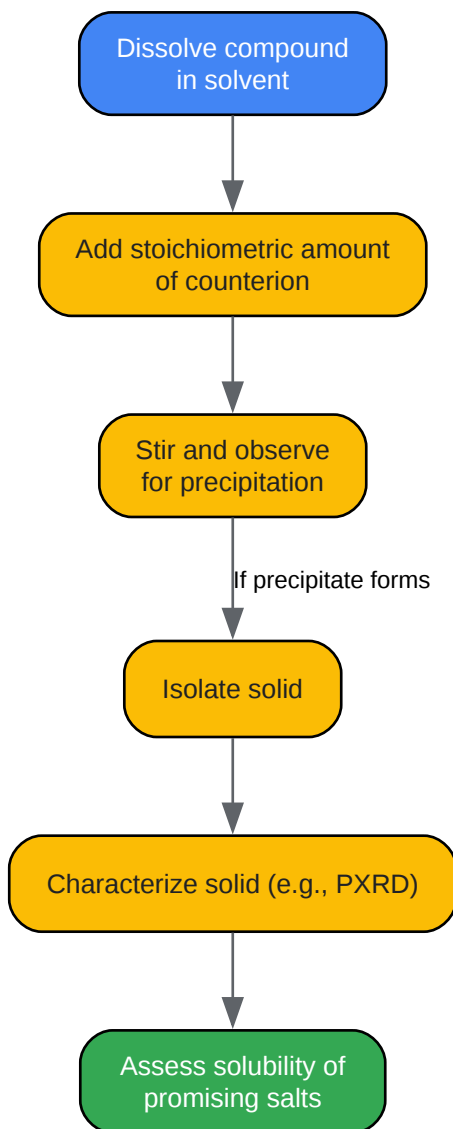 Dissolve compound
in solvent
Add stoichiometric amount
of counterion
Stir and observe
for precipitation
If precipitate forms
Isolate solid
Characterize solid (e.g., PXRD)
Assess solubility of
promising salts